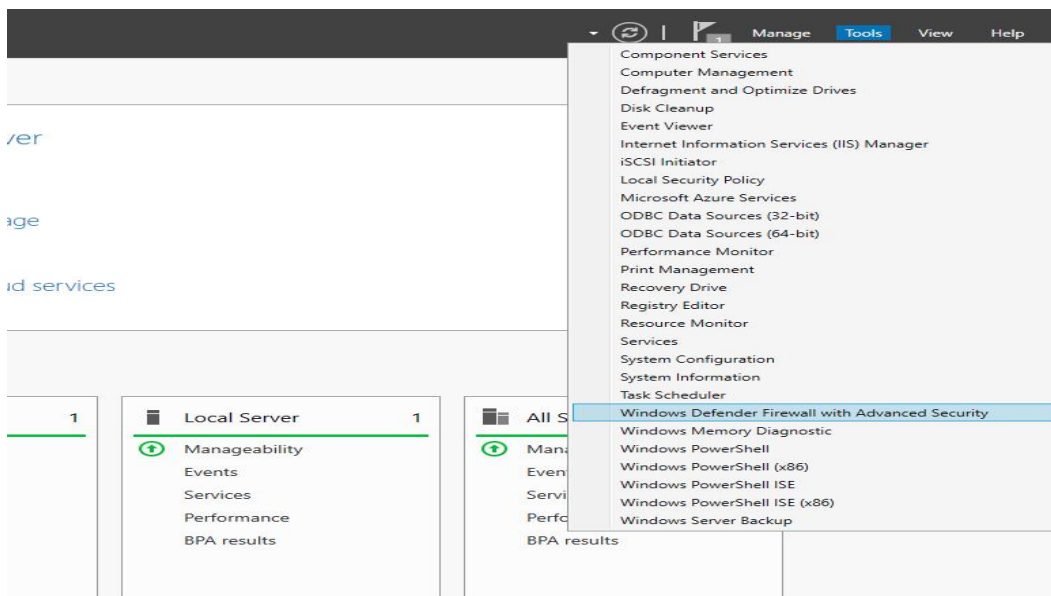 1 Manage Tools View Help
Component Services
Computer Management
Defragment and Optimize Drives
Disk Cleanup
Event Viewer
Internet Information Services (IIS) Manager
iSCSI Initiator
Local Security Policy
Microsoft Azure Services
ODBC Data Sources (32-bit)
ODBC Data Sources (64-bit)
Performance Monitor
Print Management
Recovery Drive
Registry Editor
Resource Monitor
Services
System Configuration
System Information
Task Scheduler
Windows Defender Firewall with Advanced Security
Windows Memory Diagnostic
Windows PowerShell
Windows PowerShell (x86)
Windows PowerShell ISE
Windows PowerShell ISE (x86)
Windows Server Backup
ver
age
ud services
1
Local Server 1
Manageability
Events
Services
Performance
BPA results
All S
Mana
Even
Servi
Perfo
BPA results